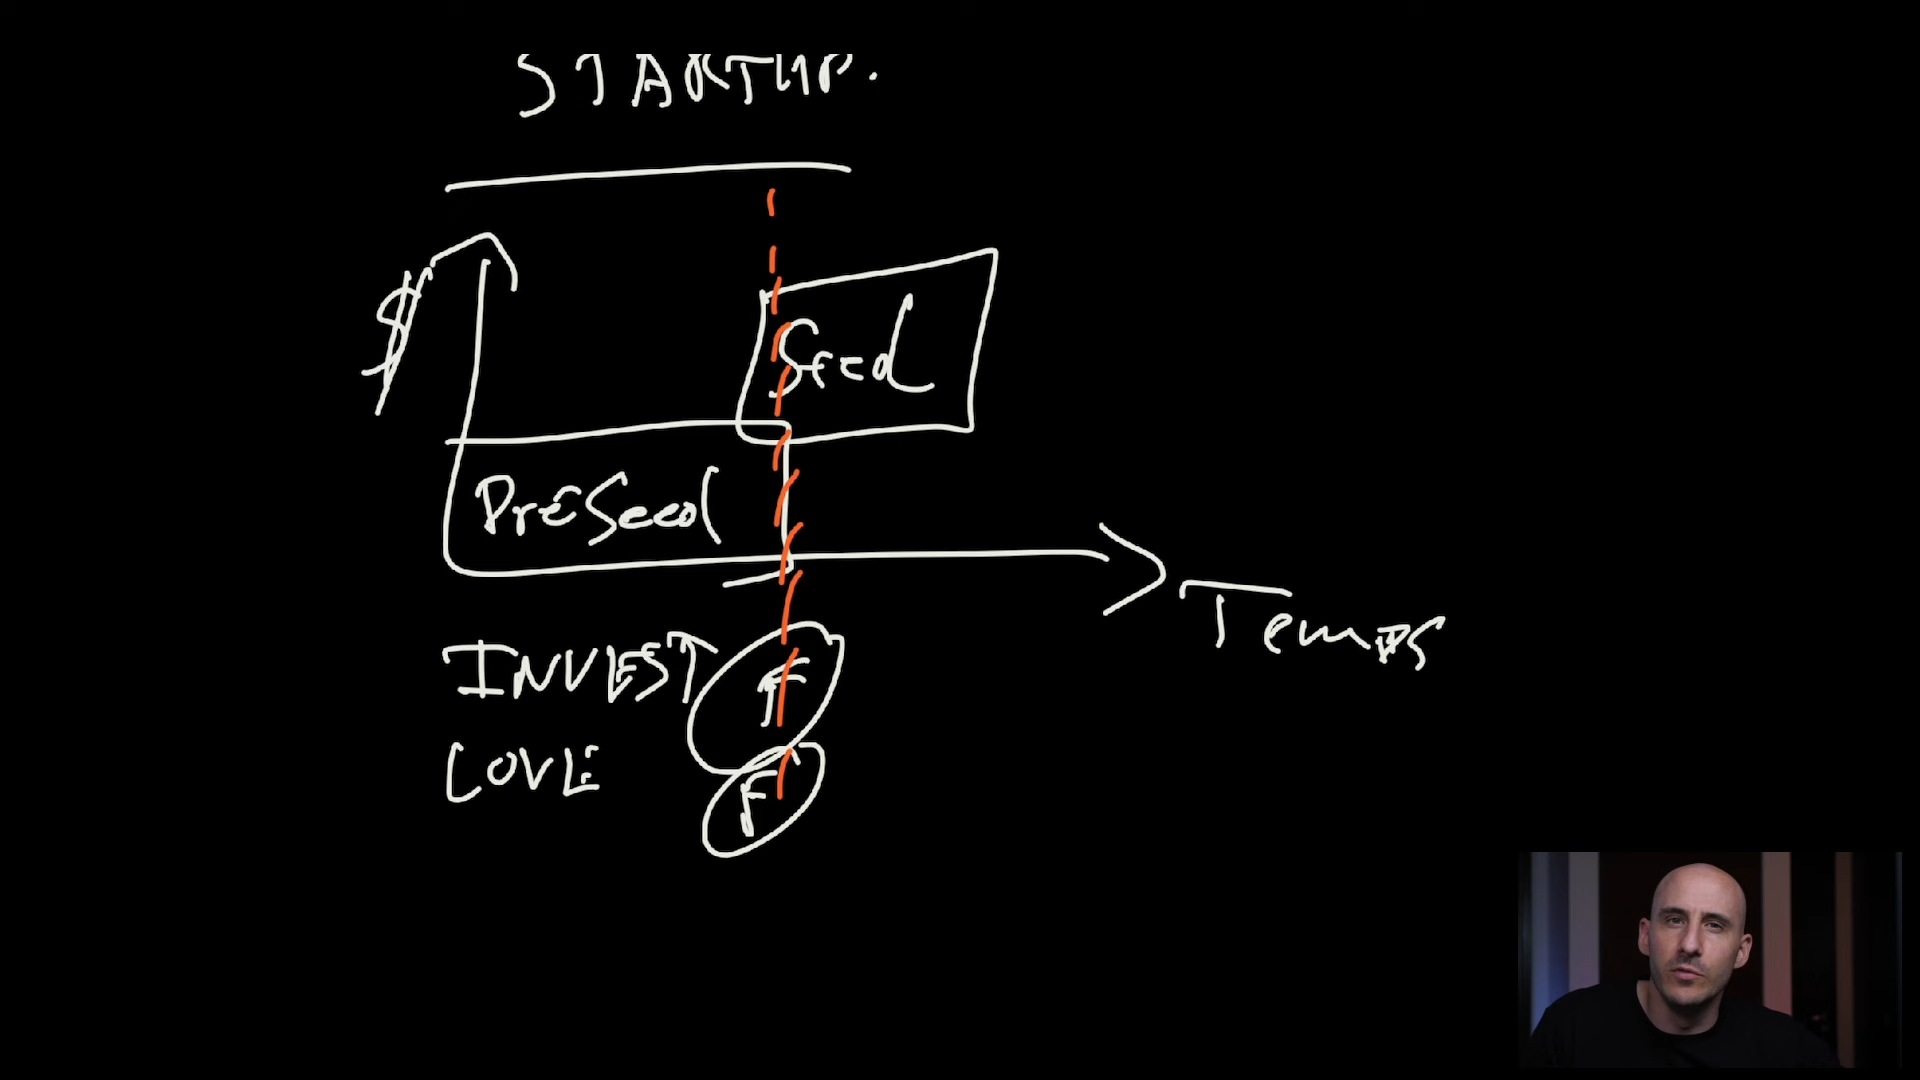 STARTUP.
$
Seed
PreSeed
Temps
INVEST F
LOVE F